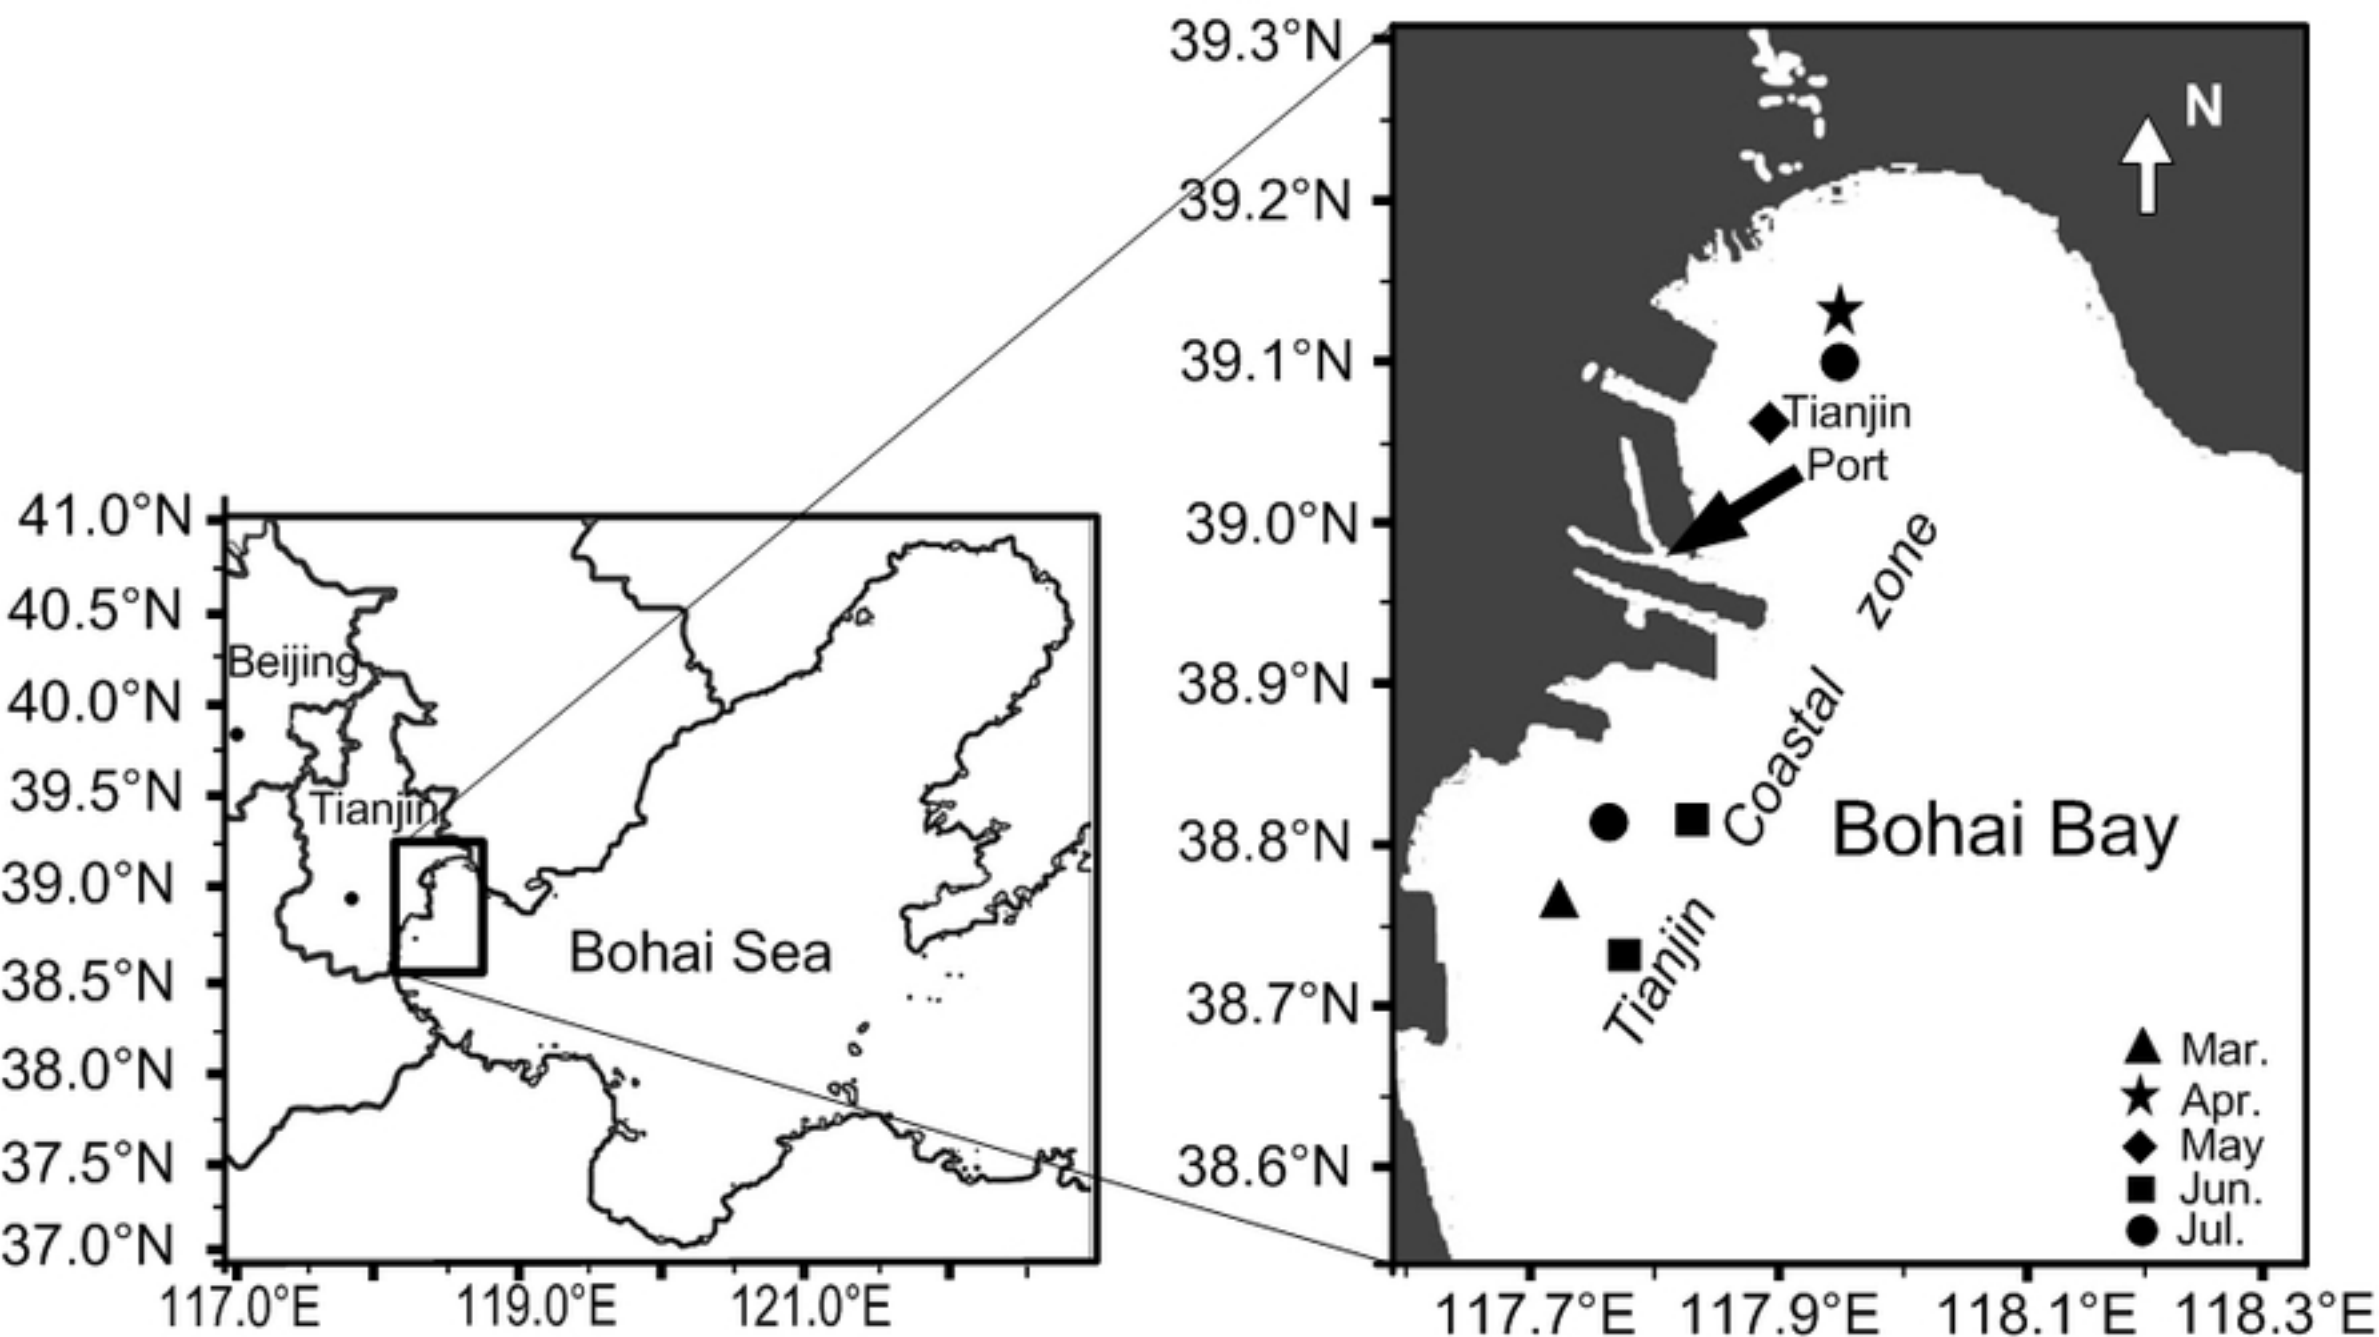 41.0°N
40.5°N
40.0°N
39.5°N
39.0°N
38.5°N
38.0°N
37.5°N
37.0°N
117.0°E
119.0°E
121.0°E
Beijing
Tianjin
Bohai Sea
39.3°N
39.2°N
39.1°N
39.0°N
38.9°N
38.8°N
38.7°N
38.6°N
117.7°E
117.9°E
118.1°E
118.3°E
N
Tianjin
Port
Tianjin Coastal zone
Bohai Bay
Mar.
Apr.
May
Jun.
Jul.